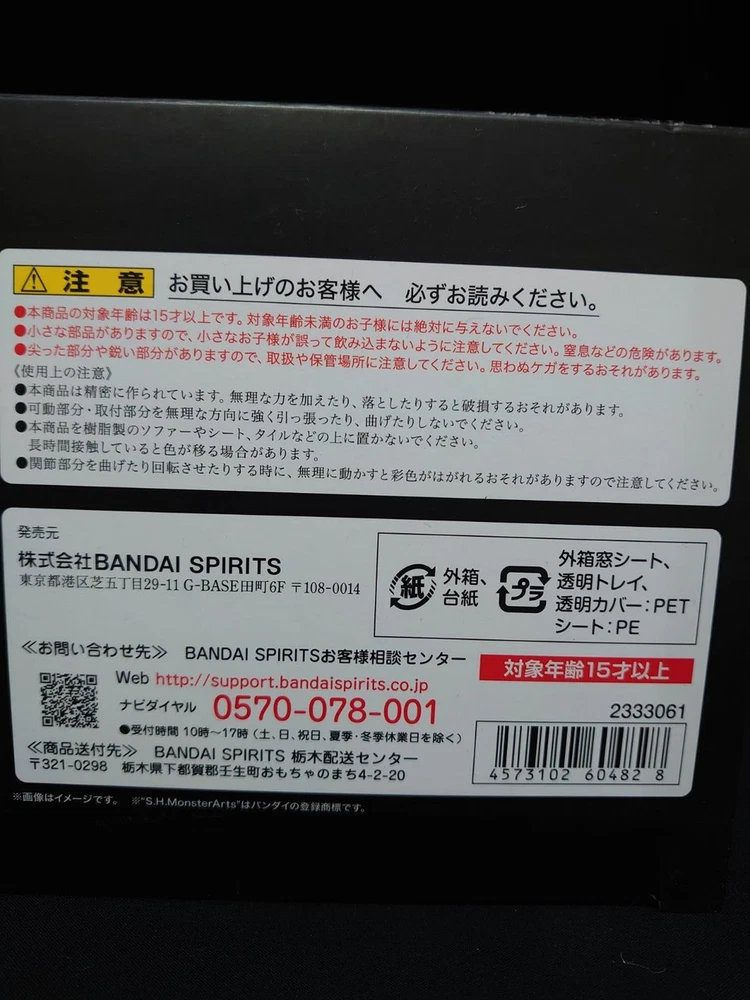 注 意 お買い上げのお客様へ 必ずお読みください。
●本商品の対象年齢は15才以上です。対象年齢未満のお子様には絶対に与えないでください。
●小さな部品がありますので、小さなお子様が誤って飲み込まないように注意してください。窒息などの危険があります。
●尖った部分や鋭い部分がありますので、取扱や保管場所に注意してください。思わぬケガをするおそれがあります。
《使用上の注意》
●本商品は精密に作られています。無理な力を加えたり、落としたりすると破損するおそれがあります。
●可動部分・取付部分を無理な方向に強く引っ張ったり、曲げたりしないでください。
●本商品を樹脂製のソファーやシート、タイルなどの上に置かないでください。
長時間接触していると色が移る場合があります。
●関節部分を曲げたり回転させたりする時に、無理に動かすと彩色がはがれるおそれがありますので注意してください。
発売元
株式会社BANDAI SPIRITS
東京都港区芝五丁目29-11 G-BASE田町6F 〒108-0014
紙
外箱、
台紙
プラ
外箱窓シート、
透明トレイ、
透明カバー:PET
シート:PE
≪お問い合わせ先≫ BANDAI SPIRITSお客様相談センター
対象年齢15才以上
Web http://support.bandaispirits.co.jp
ナビダイヤル 0570-078-001
●受付時間 10時~17時(土、日、祝日、夏季・冬季休業日を除く)
≪商品送付先≫ BANDAI SPIRITS 栃木配送センター
〒321-0298 栃木県下都賀郡壬生町おもちゃのまち4-2-20
2333061
4573102 60482 8
※画像はイメージです。 ※"S.H.MonsterArts"はバンダイの登録商標です。